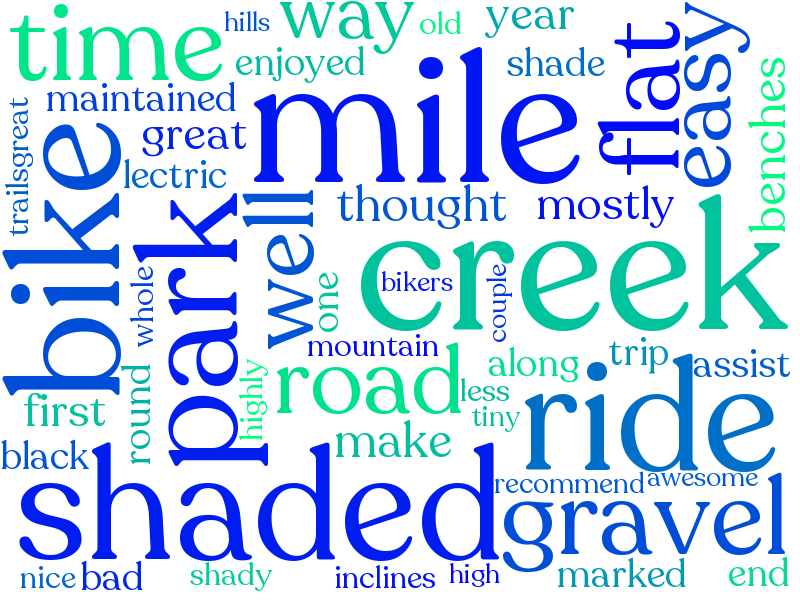 time
hills
way
old
year
flat
easy
enjoyed
shade
maintained
mile
benches
great
trailsgreat
bike
lectric
park
well
thought
mostly
creek
whole
one
bikers
couple
mountain
road
along
trip
assist
first
round
highly
less
tiny
ride
make
black
shaded
recommend
awesome
gravel
nice
bad
shady
inclines
high
marked
end